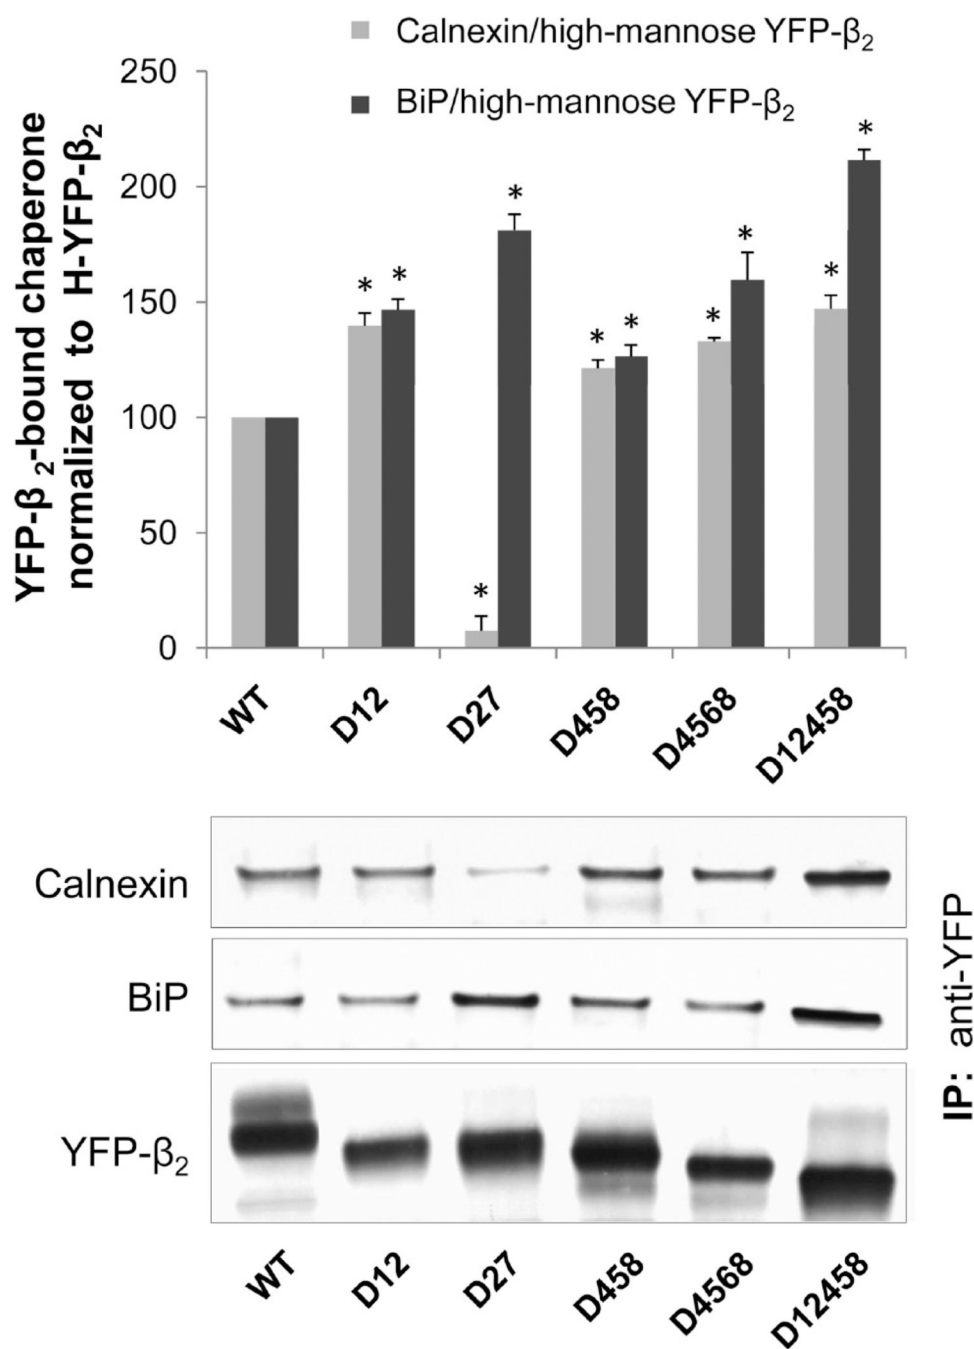 Calnexin/high-mannose YFP-β₂
BiP/high-mannose YFP-β₂
YFP-β ₂-bound chaperone
normalized to H-YFP-β₂
250
200
150
100
50
0
*
*
*
*
*
*
*
*
*
*
WT
D12
D27
D458
D4568
D12458
Calnexin
BiP
YFP-β₂
IP: anti-YFP
WT
D12
D27
D458
D4568
D12458